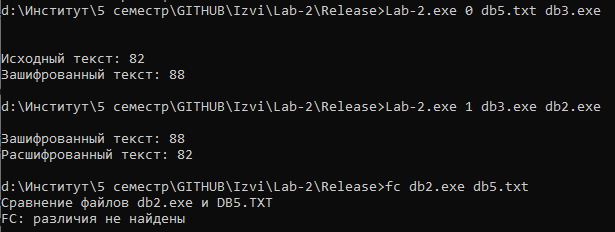 d:\Институт\5 семестр\GITHUB\Izvi\Lab-2\Release>Lab-2.exe 0 db5.txt db3.exe
Исходный текст: 82
Зашифрованный текст: 88
d:\Институт\5 семестр\GITHUB\Izvi\Lab-2\Release>Lab-2.exe 1 db3.exe db2.exe
Зашифрованный текст: 88
Расшифрованный текст: 82
d:\Институт\5 семестр\GITHUB\Izvi\Lab-2\Release>fc db2.exe db5.txt
Сравнение файлов db2.exe и DB5.TXT
FC: различия не найдены